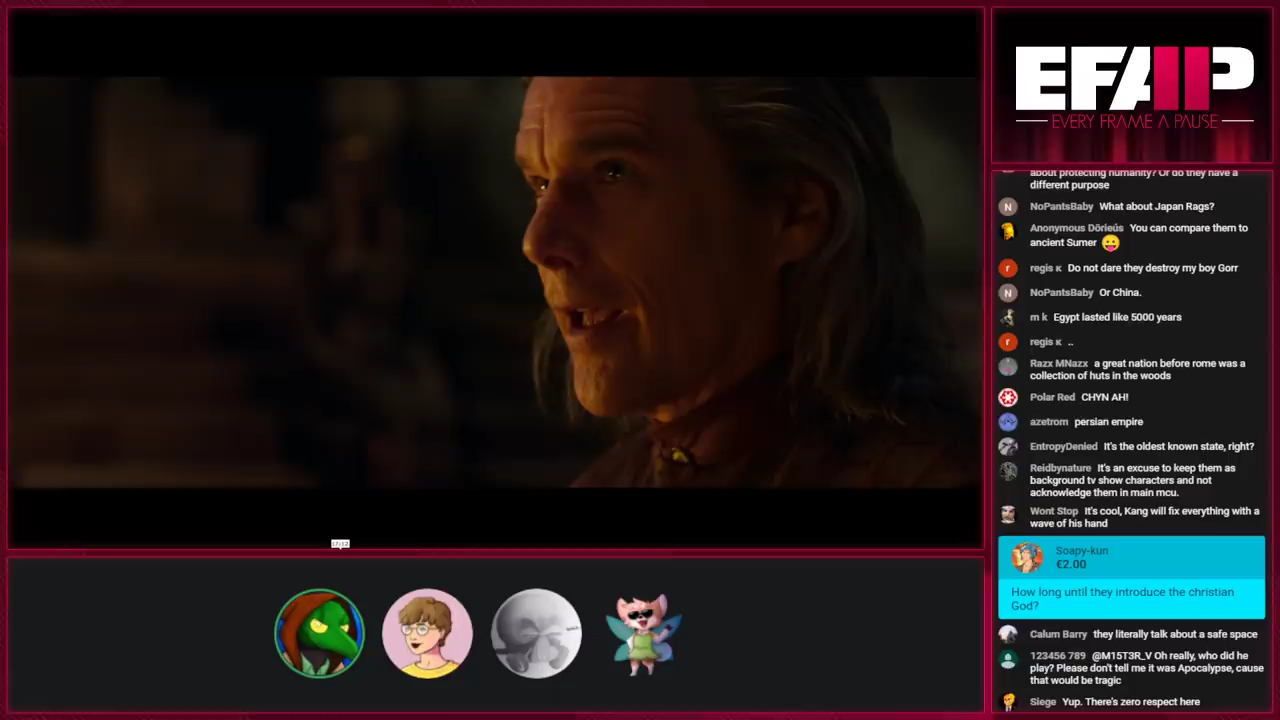 EFAP
EVERY FRAME A PAUSE
about protecting humanity? Or do they have a
different purpose
N NoPantsBaby What about Japan Rags?
Anonymous Dōrieús You can compare them to
ancient Sumer 😛
r regis κ Do not dare they destroy my boy Gorr
N NoPantsBaby Or China.
m k Egypt lasted like 5000 years
r regis κ ..
Razx MNazx a great nation before rome was a
collection of huts in the woods
Polar Red CHYN AH!
azetrom persian empire
EntropyDenied It's the oldest known state, right?
Reidbynature It's an excuse to keep them as
background tv show characters and not
acknowledge them in main mcu.
Wont Stop It's cool, Kang will fix everything with a
wave of his hand
Soapy-kun
€2.00
How long until they introduce the christian
God?
Calum Barry they literally talk about a safe space
123456 789 @M15T3R_V Oh really, who did he
play? Please don't tell me it was Apocalypse, cause
that would be tragic
Siege Yup. There's zero respect here
17:12